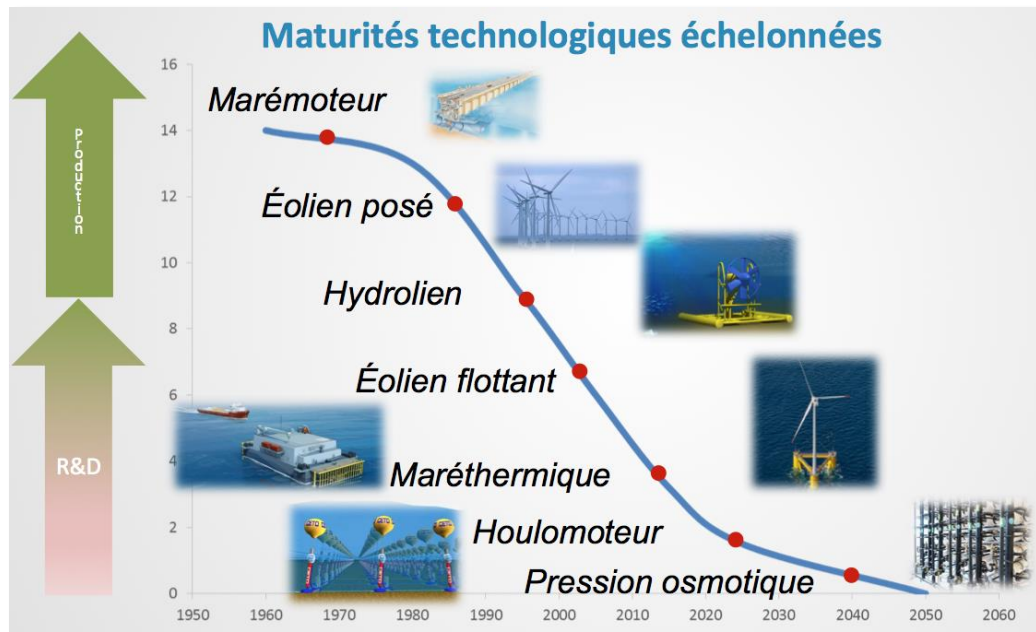 Maturités technologiques échelonnées
16
Marémoteur
14
Production
12
Éolien posé
10
Hydrolien
8
Éolien flottant
6
R&D
4
Maréthermique
2
Houlomoteur
Pression osmotique
0
1950 1960 1970 1980 1990 2000 2010 2020 2030 2040 2050 2060